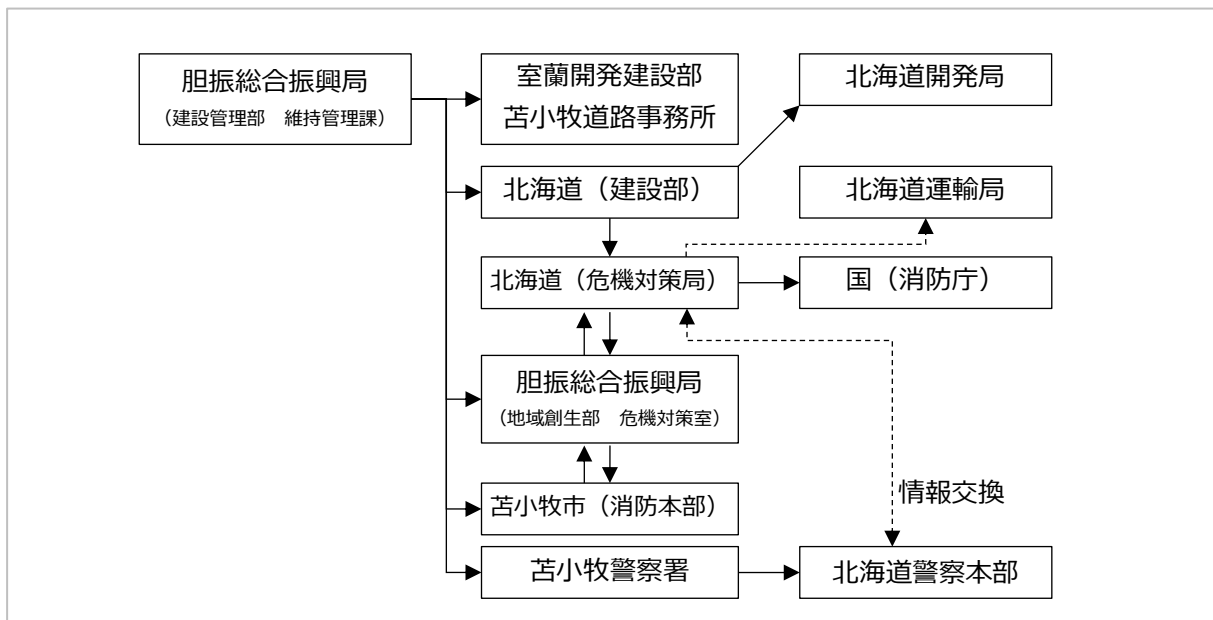 胆振総合振興局
（建設管理部　維持管理課）
室蘭開発建設部
苫小牧道路事務所
北海道開発局
北海道（建設部）
北海道運輸局
北海道（危機対策局）
国（消防庁）
胆振総合振興局
（地域創生部　危機対策室）
苫小牧市（消防本部）
情報交換
苫小牧警察署
北海道警察本部